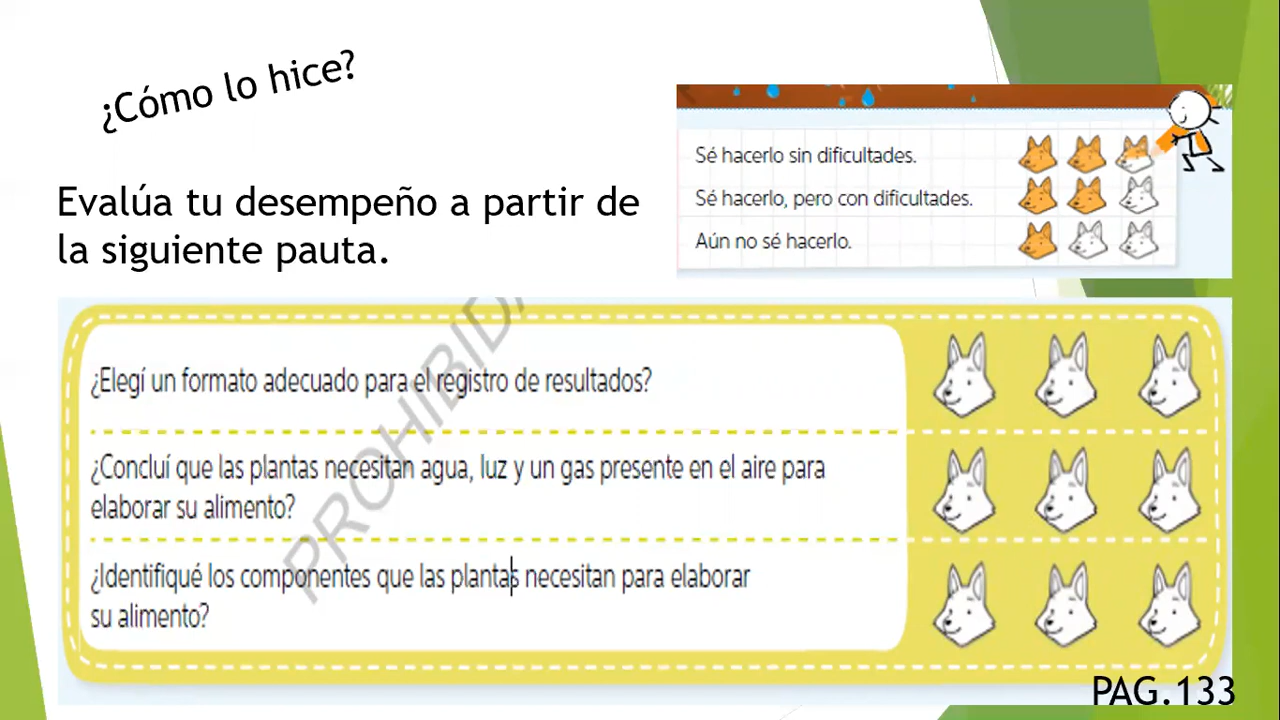 ¿Cómo lo hice?
Evalúa tu desempeño a partir de
la siguiente pauta.
Sé hacerlo sin dificultades.
Sé hacerlo, pero con dificultades.
Aún no sé hacerlo.
PROHIBIDA
¿Elegí un formato adecuado para el registro de resultados?
¿Concluí que las plantas necesitan agua, luz y un gas presente en el aire para
elaborar su alimento?
¿Identifiqué los componentes que las plantas necesitan para elaborar
su alimento?
PAG.133